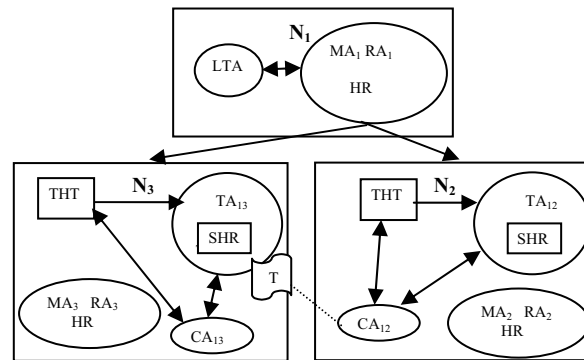 N₁
LTA
MA₁ RA₁
HR
THT
N₃
TA₁₃
SHR
T
MA₃ RA₃
HR
CA₁₃
THT
N₂
TA₁₂
SHR
CA₁₂
MA₂ RA₂
HR